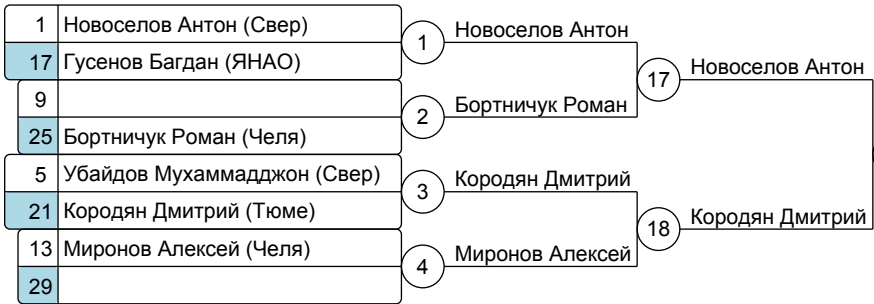 1 Новоселов Антон (Свер)
17 Гусенов Багдан (ЯНАО)
9
25 Бортничук Роман (Челя)
5 Убайдов Мухаммадджон (Свер)
21 Кородян Дмитрий (Тюме)
13 Миронов Алексей (Челя)
29
1
2
3
4
Новоселов Антон
Бортничук Роман
Кородян Дмитрий
Миронов Алексей
17
18
Новоселов Антон
Кородян Дмитрий